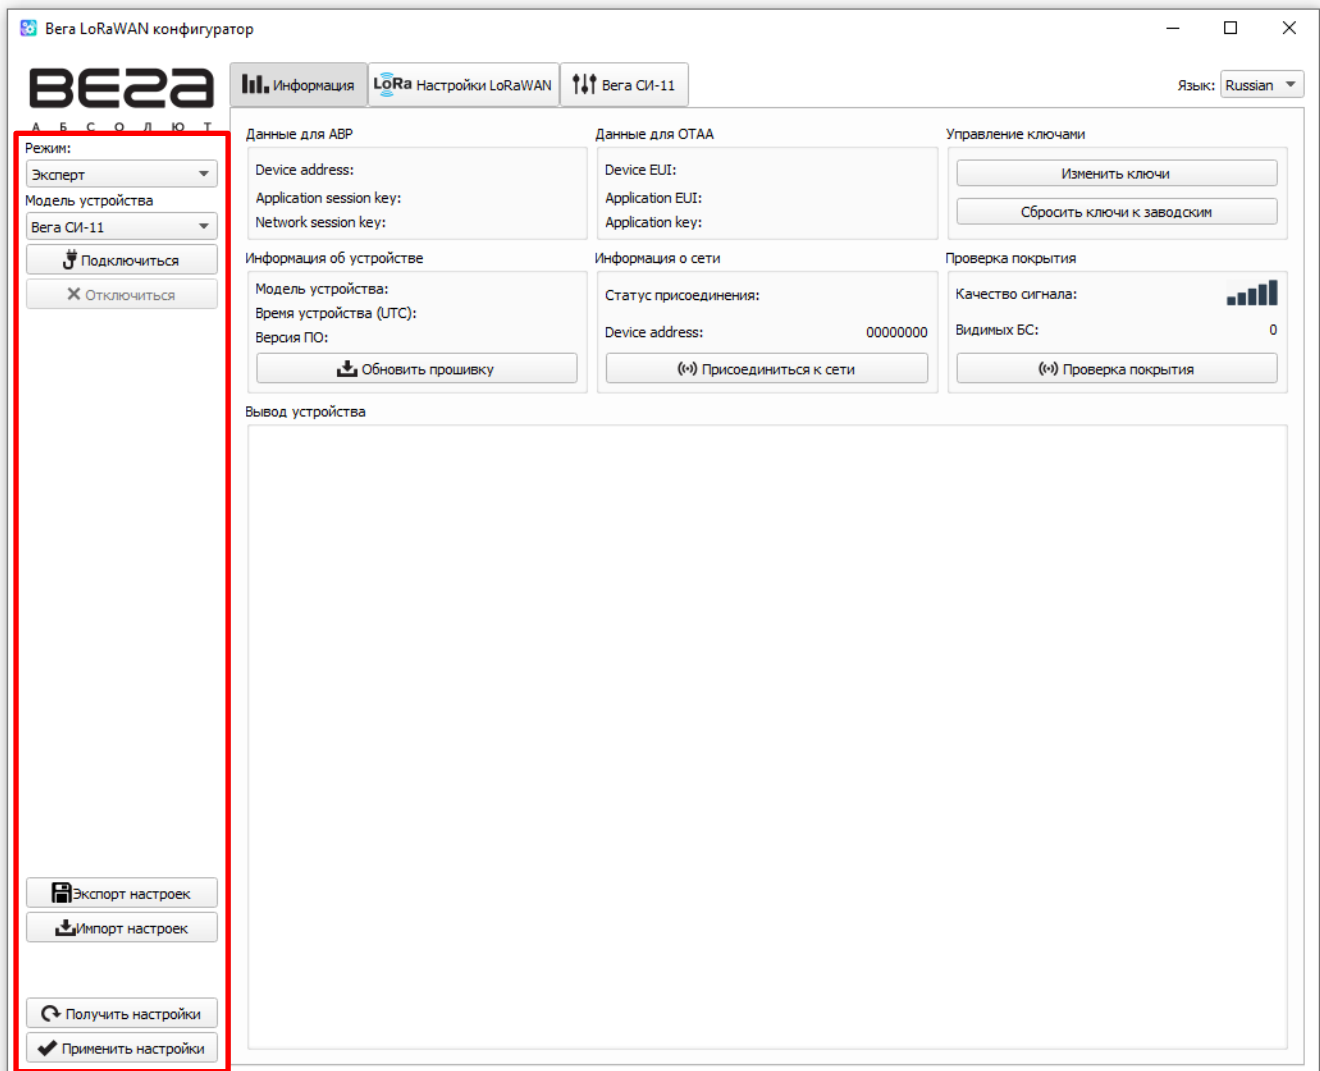 Вега LoRaWAN конфигуратор
ВЕГА
АБСОЛЮТ
Информация
LoRa Настройки LoRaWAN
Вега СИ-11
Язык: Russian
Режим:
Эксперт
Модель устройства
Вега СИ-11
Подключиться
Отключиться
Экспорт настроек
Импорт настроек
Получить настройки
Применить настройки
Данные для ABP
Device address:
Application session key:
Network session key:
Данные для OTAA
Device EUI:
Application EUI:
Application key:
Управление ключами
Изменить ключи
Сбросить ключи к заводским
Информация об устройстве
Модель устройства:
Время устройства (UTC):
Версия ПО:
Обновить прошивку
Информация о сети
Статус присоединения:
Device address: 00000000
Присоединиться к сети
Проверка покрытия
Качество сигнала:
Видимых БС: 0
Проверка покрытия
Вывод устройства